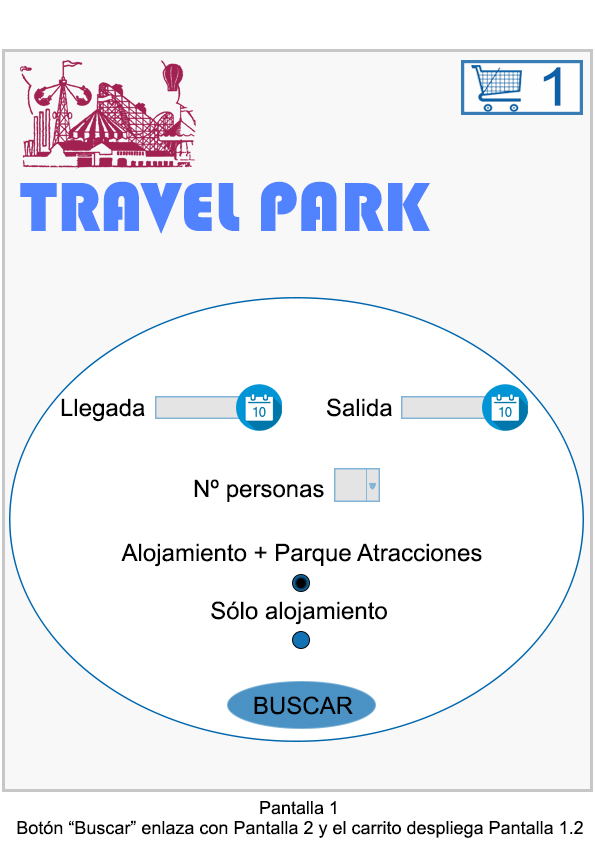 1
TRAVEL PARK
Llegada 10 Salida 10
Nº personas
Alojamiento + Parque Atracciones
Sólo alojamiento
BUSCAR
Pantalla 1
Botón “Buscar” enlaza con Pantalla 2 y el carrito despliega Pantalla 1.2